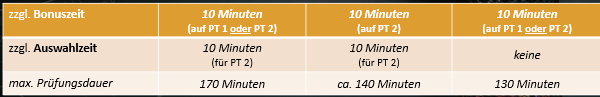 zzgl. Bonuszeit 10 Minuten 10 Minuten 10 Minuten
(auf PT 1 oder PT 2) (auf PT 2) (auf PT 1 oder PT 2)
zzgl. Auswahlzeit 10 Minuten 10 Minuten keine
(für PT 2) (für PT 2)
max. Prüfungsdauer 170 Minuten ca. 140 Minuten 130 Minuten